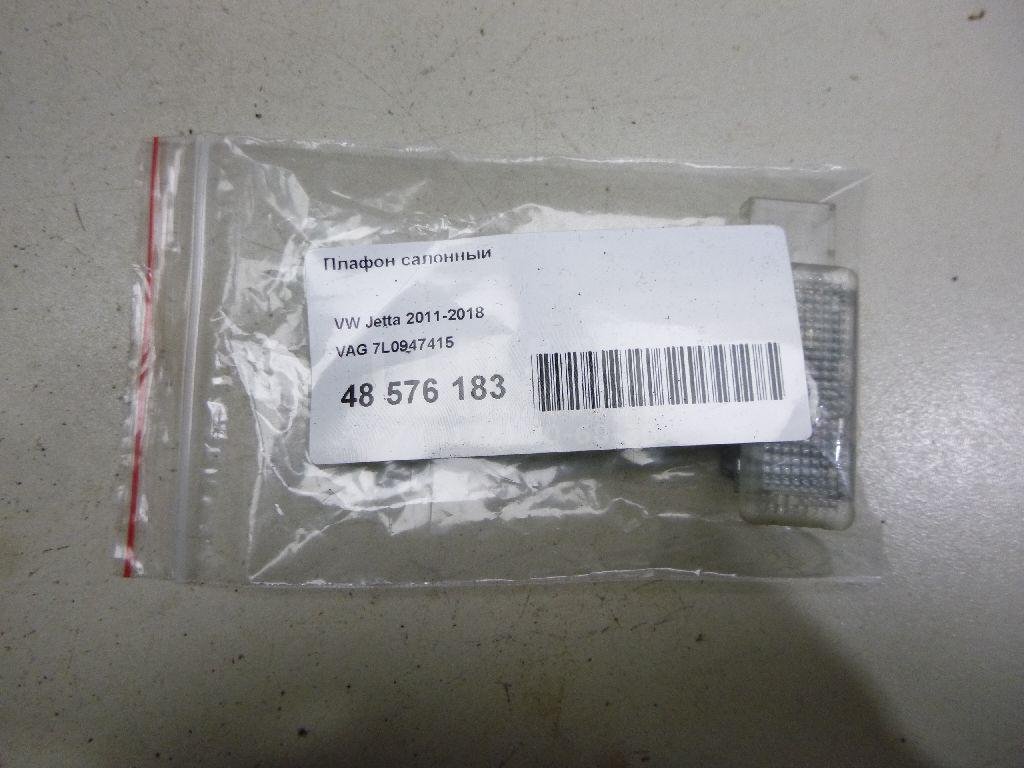 Плафон салонный
VW Jetta 2011-2018
VAG 7L0947415
48 576 183